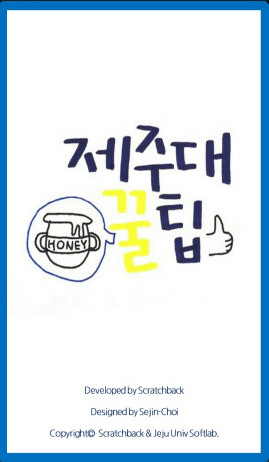 제주대
꿀팁
HONEY
Developed by Scratchback
Designed by Sejin-Choi
Copyright© Scratchback & Jeju Univ Softlab.